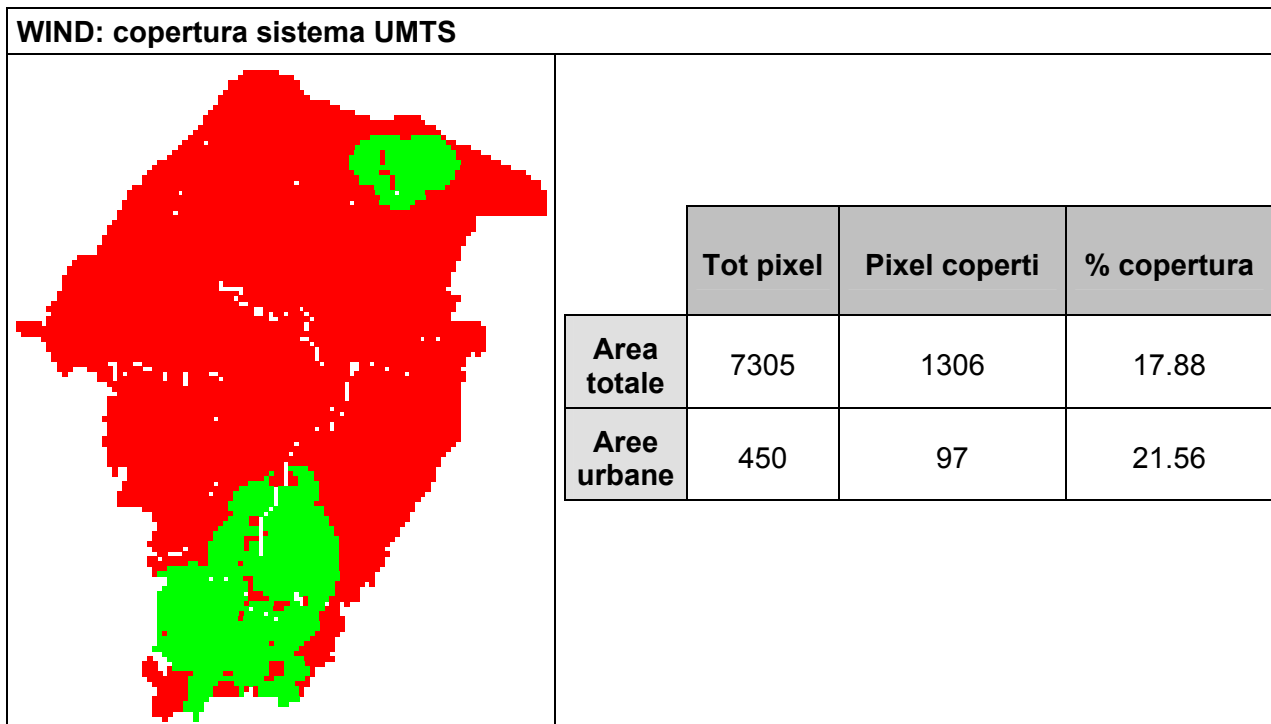 WIND: copertura sistema UMTS
Tot pixel Pixel coperti % copertura
Area totale 7305 1306 17.88
Aree urbane 450 97 21.56